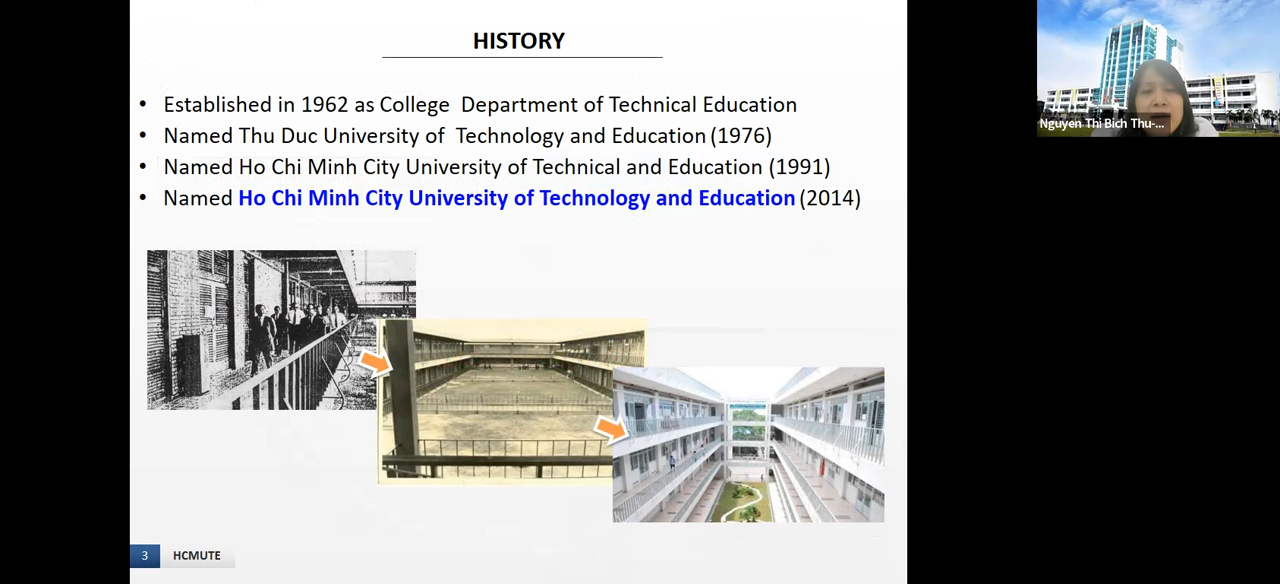 HISTORY
• Established in 1962 as College Department of Technical Education
• Named Thu Duc University of Technology and Education (1976)
• Named Ho Chi Minh City University of Technical and Education (1991)
• Named Ho Chi Minh City University of Technology and Education (2014)
Nguyen Thi Bich Thu-...
3 HCMUTE